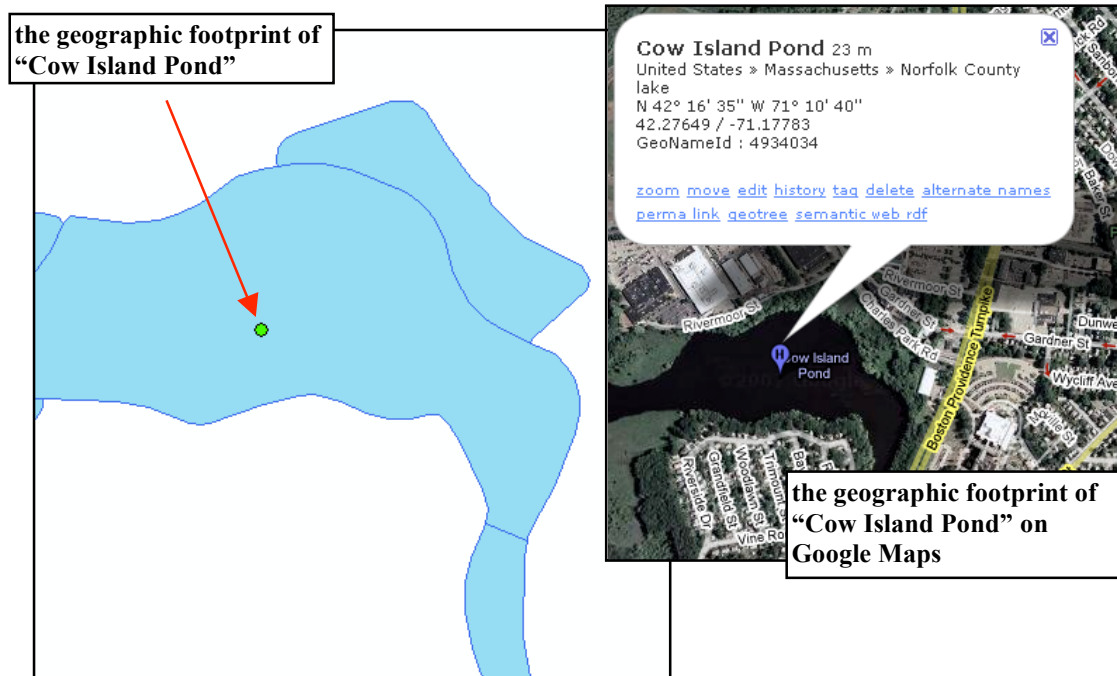 the geographic footprint of
“Cow Island Pond”
Cow Island Pond 23 m
United States » Massachusetts » Norfolk County
lake
N 42° 16' 35'' W 71° 10' 40''
42.27649 / -71.17783
GeoNameId : 4934034
zoom move edit history tag delete alternate names
perma link geotree semantic web rdf
Rivermoor St
Rivermoor St
Gardner St
Charles Park Rd
Gardner St
Wycliff Ave
Boston Providence Turnpike
H
Cow Island
Pond
Riverside Dr
Grandfield St
Woodlawn St
Trimount
Vine
the geographic footprint of
“Cow Island Pond” on
Google Maps